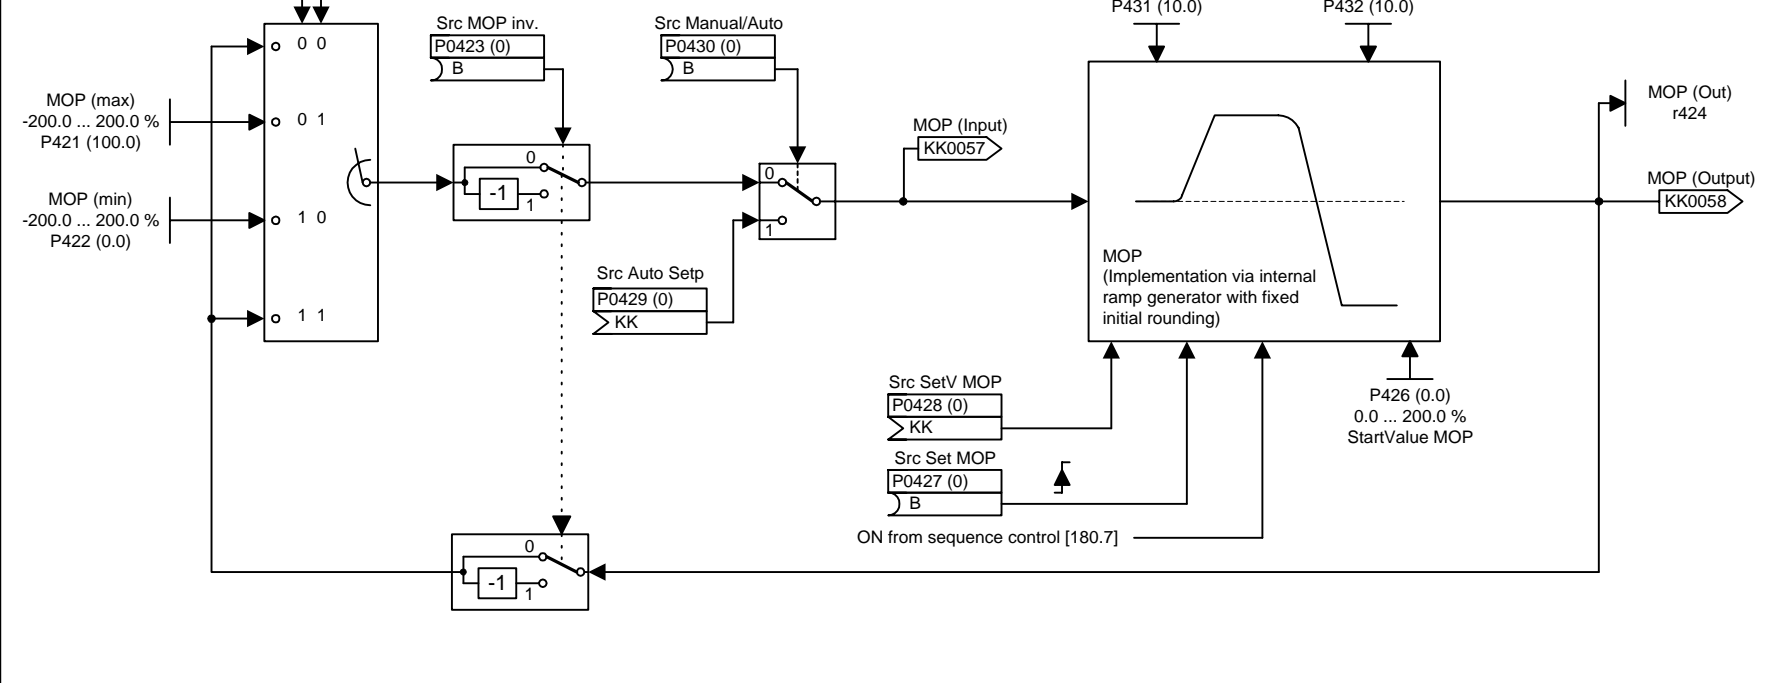 P431 (10.0)
P432 (10.0)
Src MOP inv.
P0423 (0)
B
Src Manual/Auto
P0430 (0)
B
0 0
MOP (max)
-200.0 ... 200.0 %
P421 (100.0)
0 1
MOP (min)
-200.0 ... 200.0 %
P422 (0.0)
1 0
1 1
0
-1
1
0
1
MOP (Input)
KK0057
Src Auto Setp
P0429 (0)
KK
MOP
(Implementation via internal
ramp generator with fixed
initial rounding)
MOP (Out)
r424
MOP (Output)
KK0058
Src SetV MOP
P0428 (0)
KK
Src Set MOP
P0427 (0)
B
ON from sequence control [180.7]
P426 (0.0)
0.0 ... 200.0 %
StartValue MOP
0
-1
1